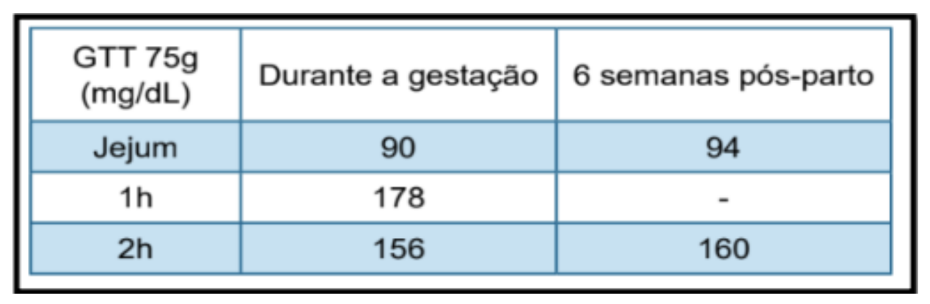 GTT 75g
(mg/dL)
Durante a gestação
6 semanas pós-parto
Jejum
90
94
1h
178
-
2h
156
160